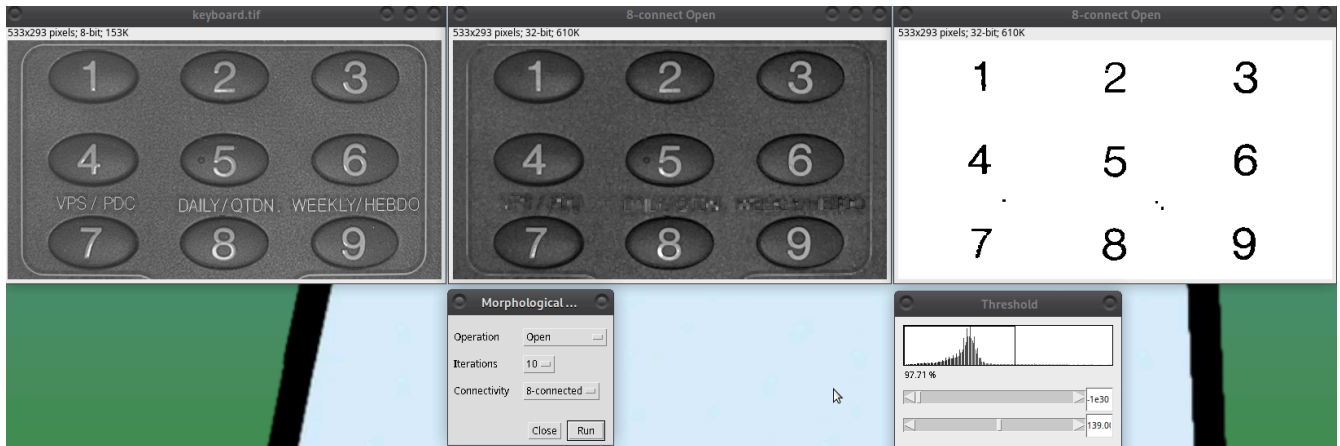 keyboard.tif
533x293 pixels; 8-bit; 153K
1 2 3
4 5 6
VPS / PDC DAILY/QTDN. WEEKLY/HEBDO
7 8 9
8-connect Open
533x293 pixels; 32-bit; 610K
1 2 3
4 5 6
7 8 9
8-connect Open
533x293 pixels; 32-bit; 610K
1 2 3
4 5 6
7 8 9
Morphological ...
Operation Open
Iterations 10
Connectivity 8-connected
Close Run
Threshold
97.71 %
-1e30
139.0